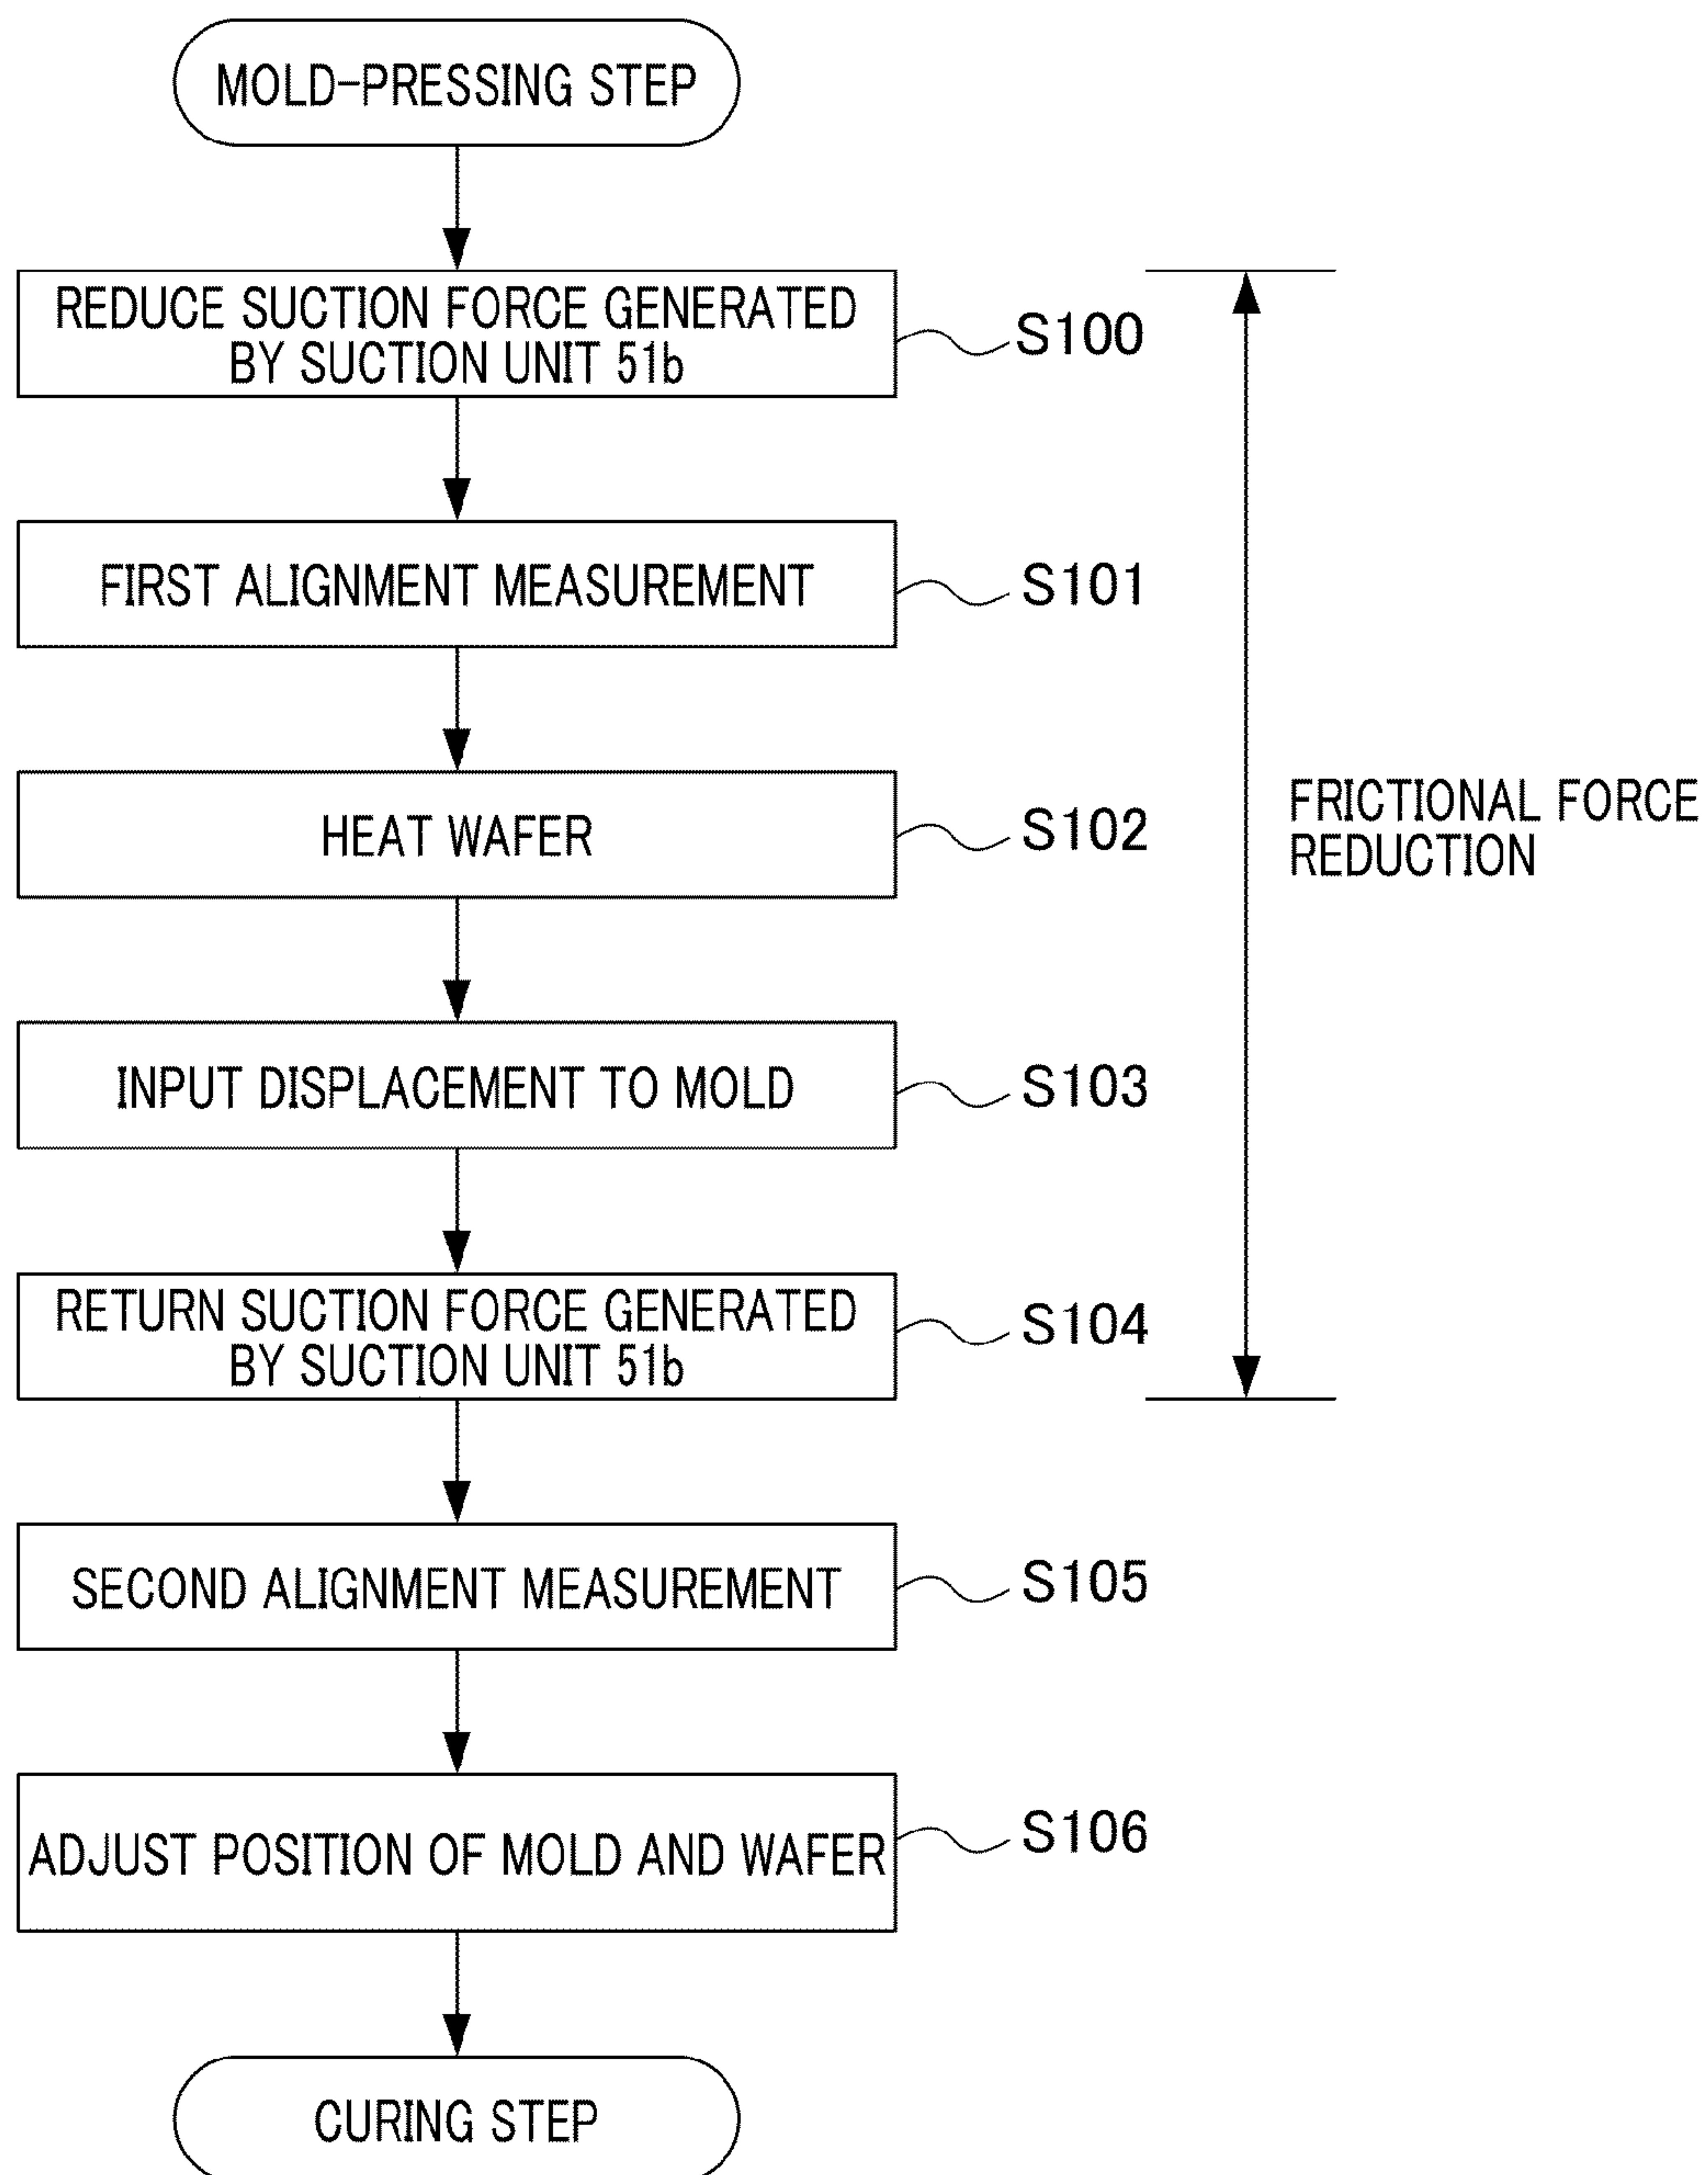 MOLD-PRESSING STEP
REDUCE SUCTION FORCE GENERATED
BY SUCTION UNIT 51b
S100
FIRST ALIGNMENT MEASUREMENT
S101
HEAT WAFER
S102
FRICTIONAL FORCE
REDUCTION
INPUT DISPLACEMENT TO MOLD
S103
RETURN SUCTION FORCE GENERATED
BY SUCTION UNIT 51b
S104
SECOND ALIGNMENT MEASUREMENT
S105
ADJUST POSITION OF MOLD AND WAFER
S106
CURING STEP